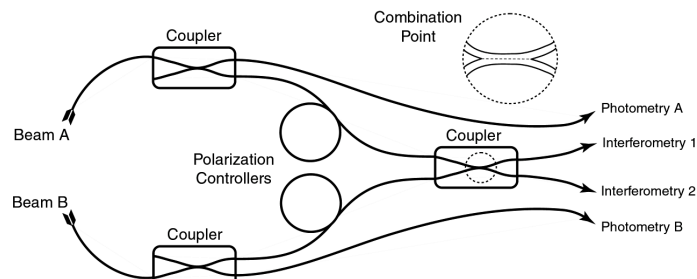 Combination
Point
Coupler
Photometry A
Beam A
Coupler
Interferometry 1
Polarization
Controllers
Beam B
Interferometry 2
Coupler
Photometry B